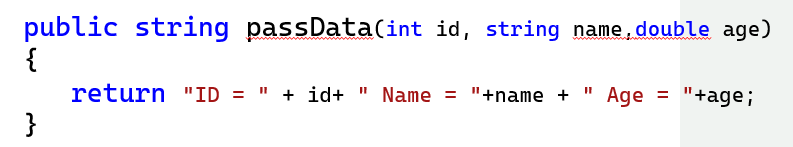 public string passData(int id, string name,double age)
{
return "ID = " + id+ " Name = "+name + " Age = "+age;
}